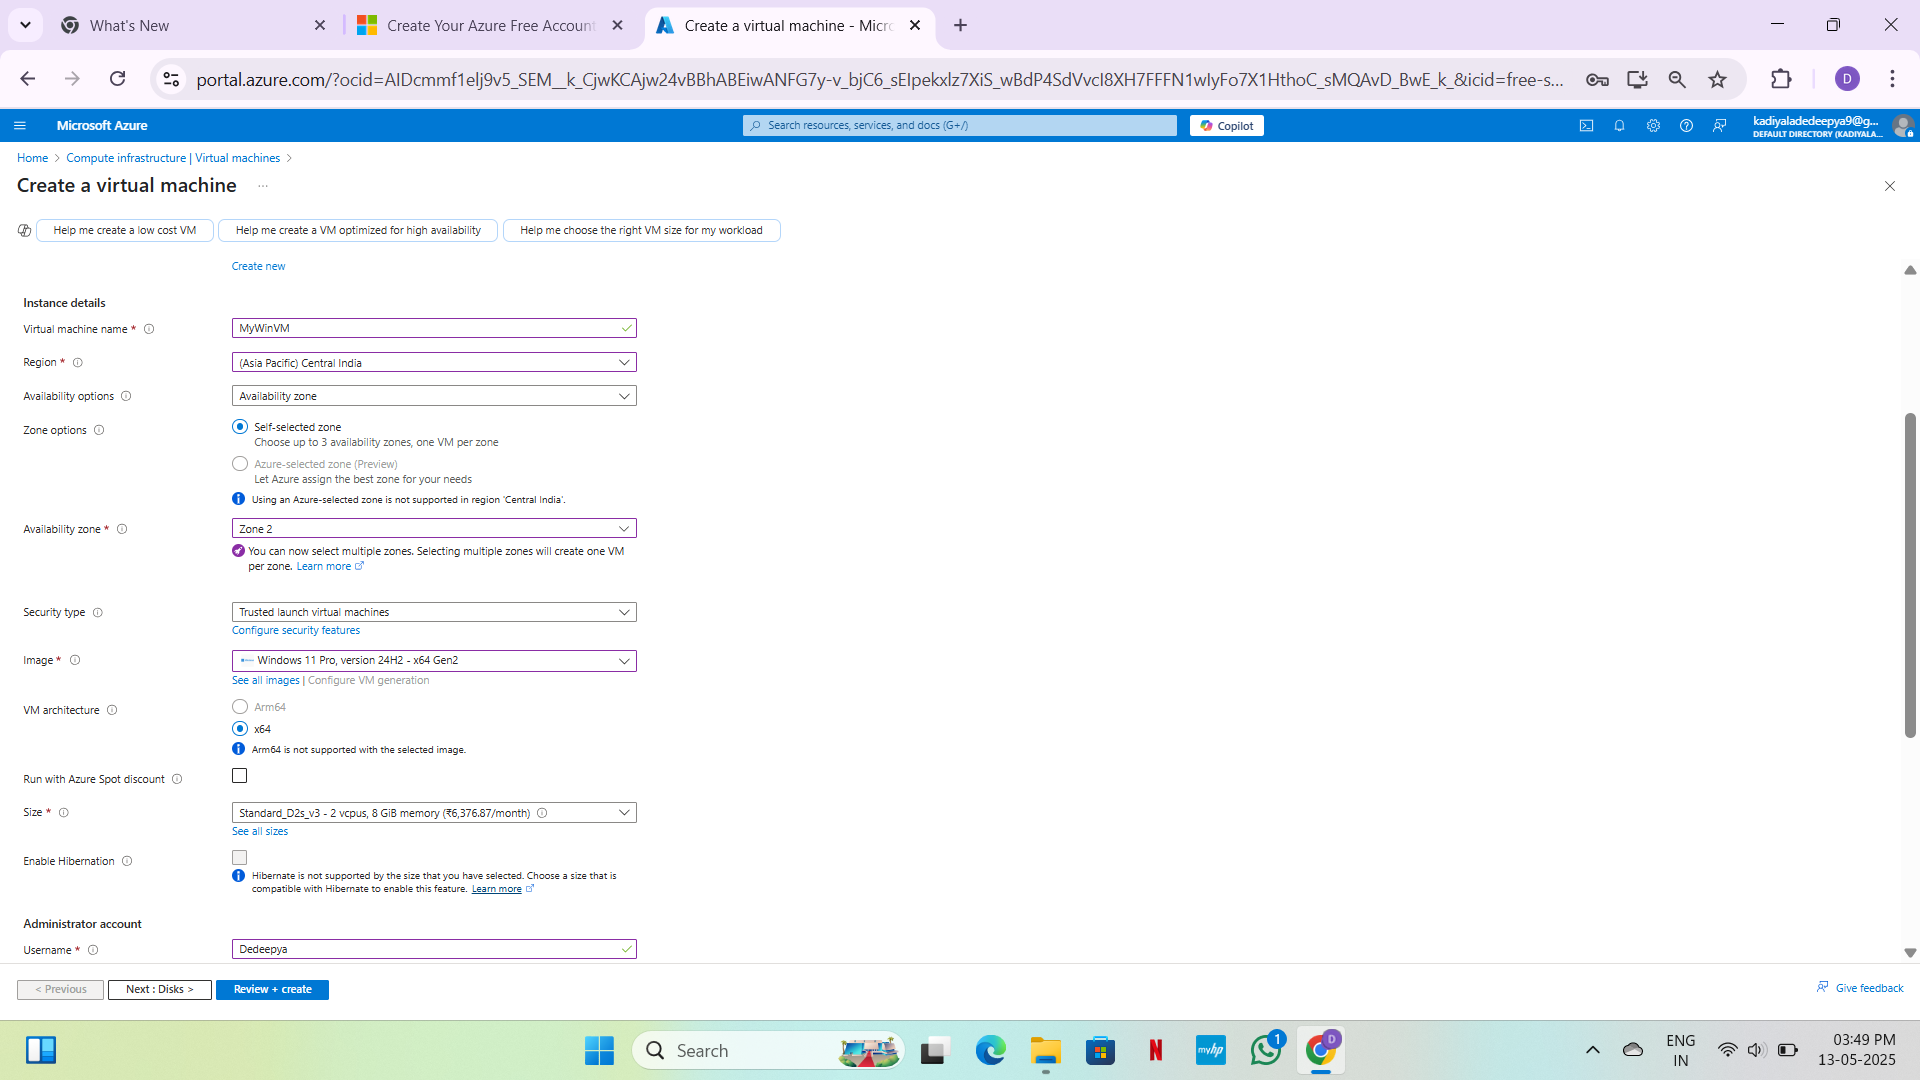 What's New
Create Your Azure Free Account
Create a virtual machine - Micro
portal.azure.com/?ocid=AIDcmmf1elj9v5_SEM__k_CjwKCAjw24vBBhABEiwANFG7y-v_bjC6_sEIpekxlz7XiS_wBdP4SdVvcI8XH7FFFN1wIyFo7X1HthoC_sMQAvD_BwE_k_&icid=free-s...
D
Microsoft Azure
Search resources, services, and docs (G+/)
Copilot
kadiyaladedeepya9@g...
DEFAULT DIRECTORY (KADIYALA...
Home > Compute infrastructure | Virtual machines >
Create a virtual machine ...
Help me create a low cost VM
Help me create a VM optimized for high availability
Help me choose the right VM size for my workload
Create new
Instance details
Virtual machine name *
MyWinVM
Region *
(Asia Pacific) Central India
Availability options
Availability zone
Zone options
Self-selected zone
Choose up to 3 availability zones, one VM per zone
Azure-selected zone (Preview)
Let Azure assign the best zone for your needs
Using an Azure-selected zone is not supported in region 'Central India'.
Availability zone *
Zone 2
You can now select multiple zones. Selecting multiple zones will create one VM
per zone. Learn more
Security type
Trusted launch virtual machines
Configure security features
Image *
Windows 11 Pro, version 24H2 - x64 Gen2
See all images | Configure VM generation
VM architecture
Arm64
x64
Arm64 is not supported with the selected image.
Run with Azure Spot discount
Size *
Standard_D2s_v3 - 2 vcpus, 8 GiB memory (₹6,376.87/month)
See all sizes
Enable Hibernation
Hibernate is not supported by the size that you have selected. Choose a size that is
compatible with Hibernate to enable this feature. Learn more
Administrator account
Username *
Dedeepya
< Previous
Next : Disks >
Review + create
Give feedback
Search
N
myhp
1
D
ENG
IN
03:49 PM
13-05-2025